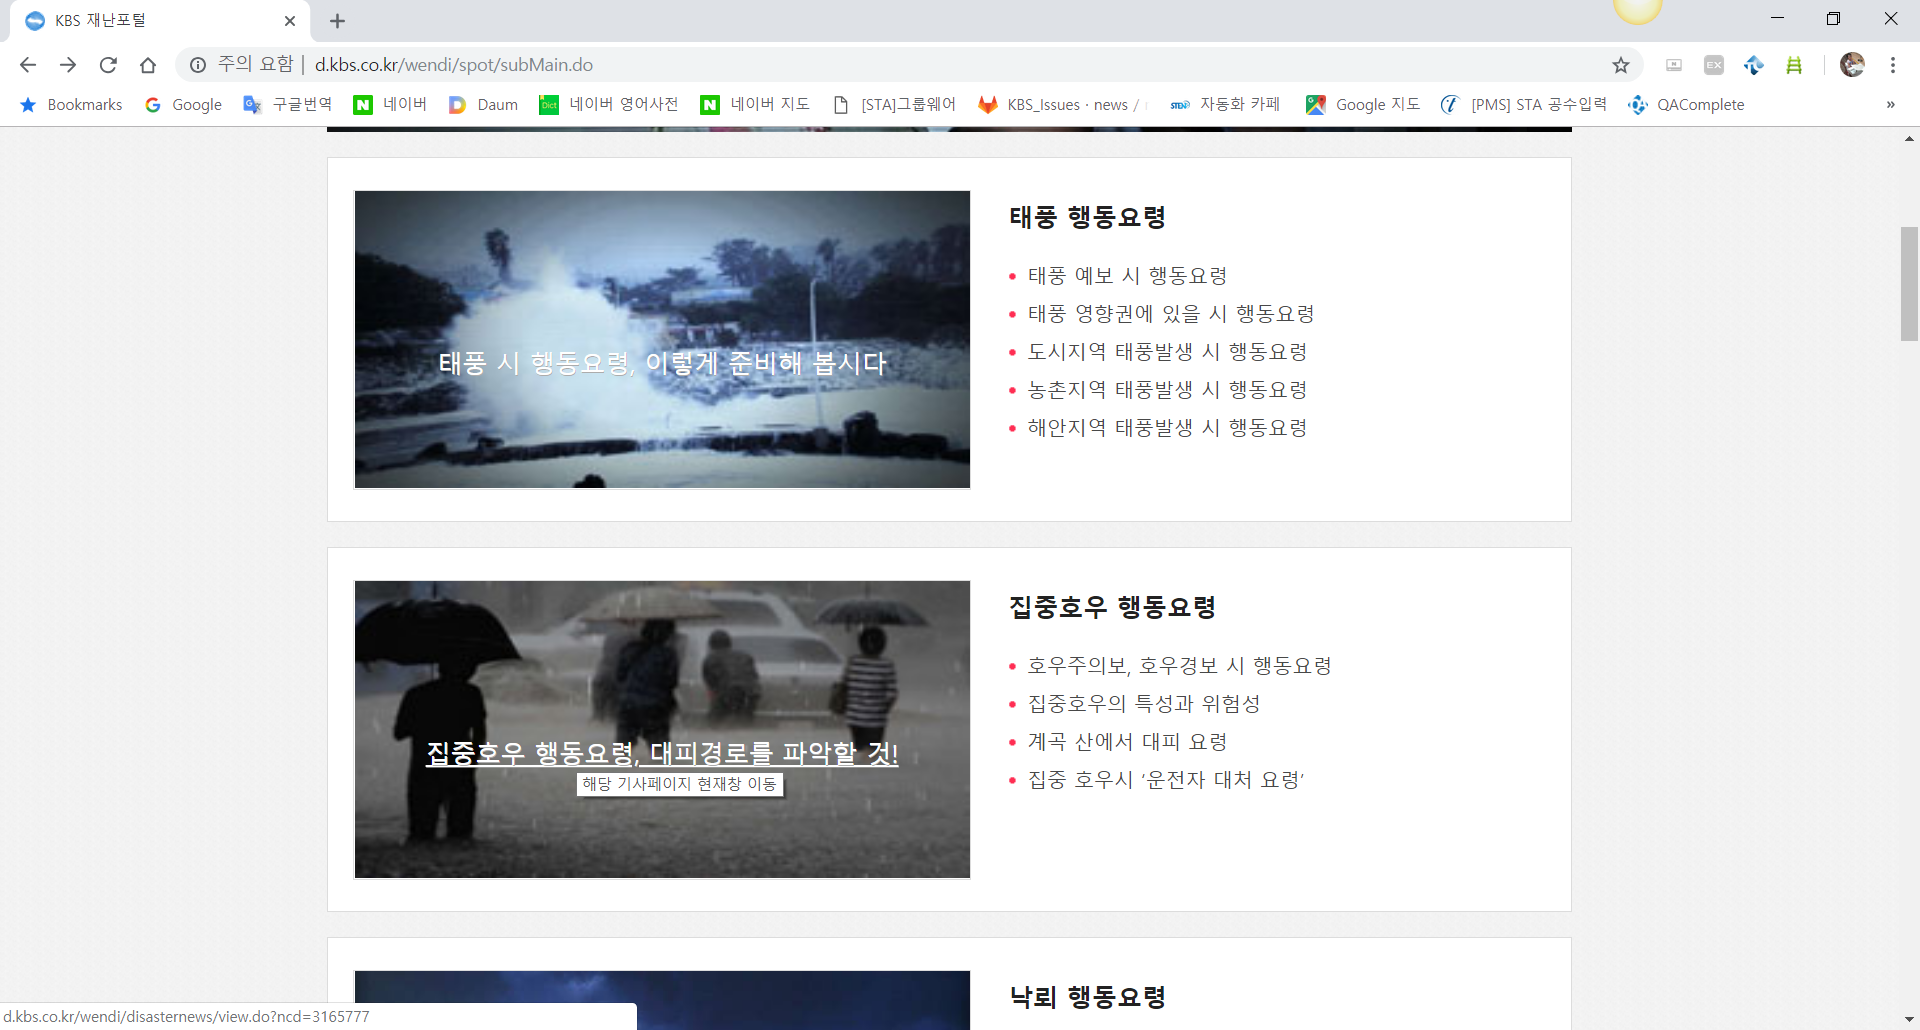 KBS 재난포털
주의 요함 | d.kbs.co.kr/wendi/spot/subMain.do
EX
Bookmarks Google 구글번역 네이버 Daum 네이버 영어사전 네이버 지도 [STA]그룹웨어 KBS_Issues · news / 자동화 카페 Google 지도 [PMS] STA 공수입력 QAComplete »
태풍 시 행동요령, 이렇게 준비해 봅시다
태풍 행동요령
태풍 예보 시 행동요령
태풍 영향권에 있을 시 행동요령
도시지역 태풍발생 시 행동요령
농촌지역 태풍발생 시 행동요령
해안지역 태풍발생 시 행동요령
집중호우 행동요령, 대피경로를 파악할 것!
해당 기사페이지 현재창 이동
집중호우 행동요령
호우주의보, 호우경보 시 행동요령
집중호우의 특성과 위험성
계곡 산에서 대피 요령
집중 호우시 ‘운전자 대처 요령’
낙뢰 행동요령
d.kbs.co.kr/wendi/disasternews/view.do?ncd=3165777